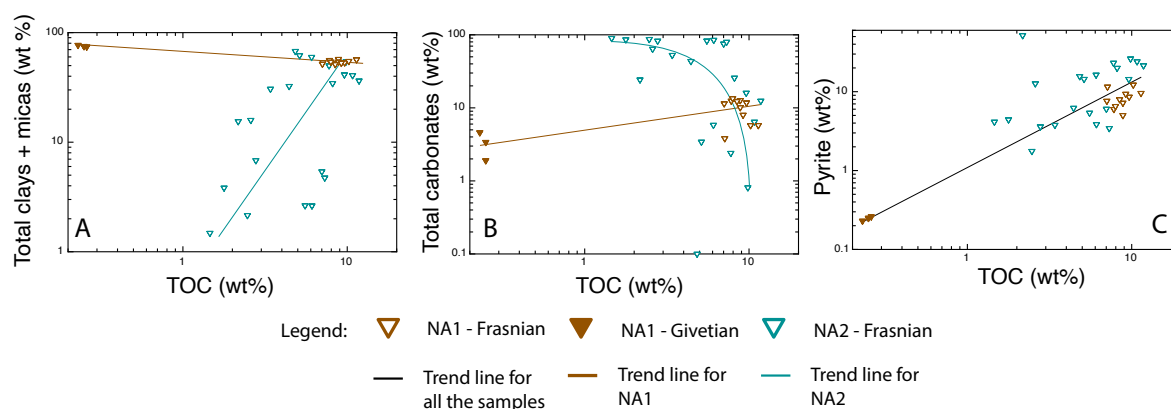 Total clays + micas (wt %)
100
10
1
A
1
10
TOC (wt%)
Total carbonates (wt%)
100
10
1
0.1
B
1
10
TOC (wt%)
Pyrite (wt%)
100
10
1
0.1
C
1
10
TOC (wt%)
Legend:
NA1 - Frasnian
NA1 - Givetian
NA2 - Frasnian
Trend line for
all the samples
Trend line for
NA1
Trend line for
NA2